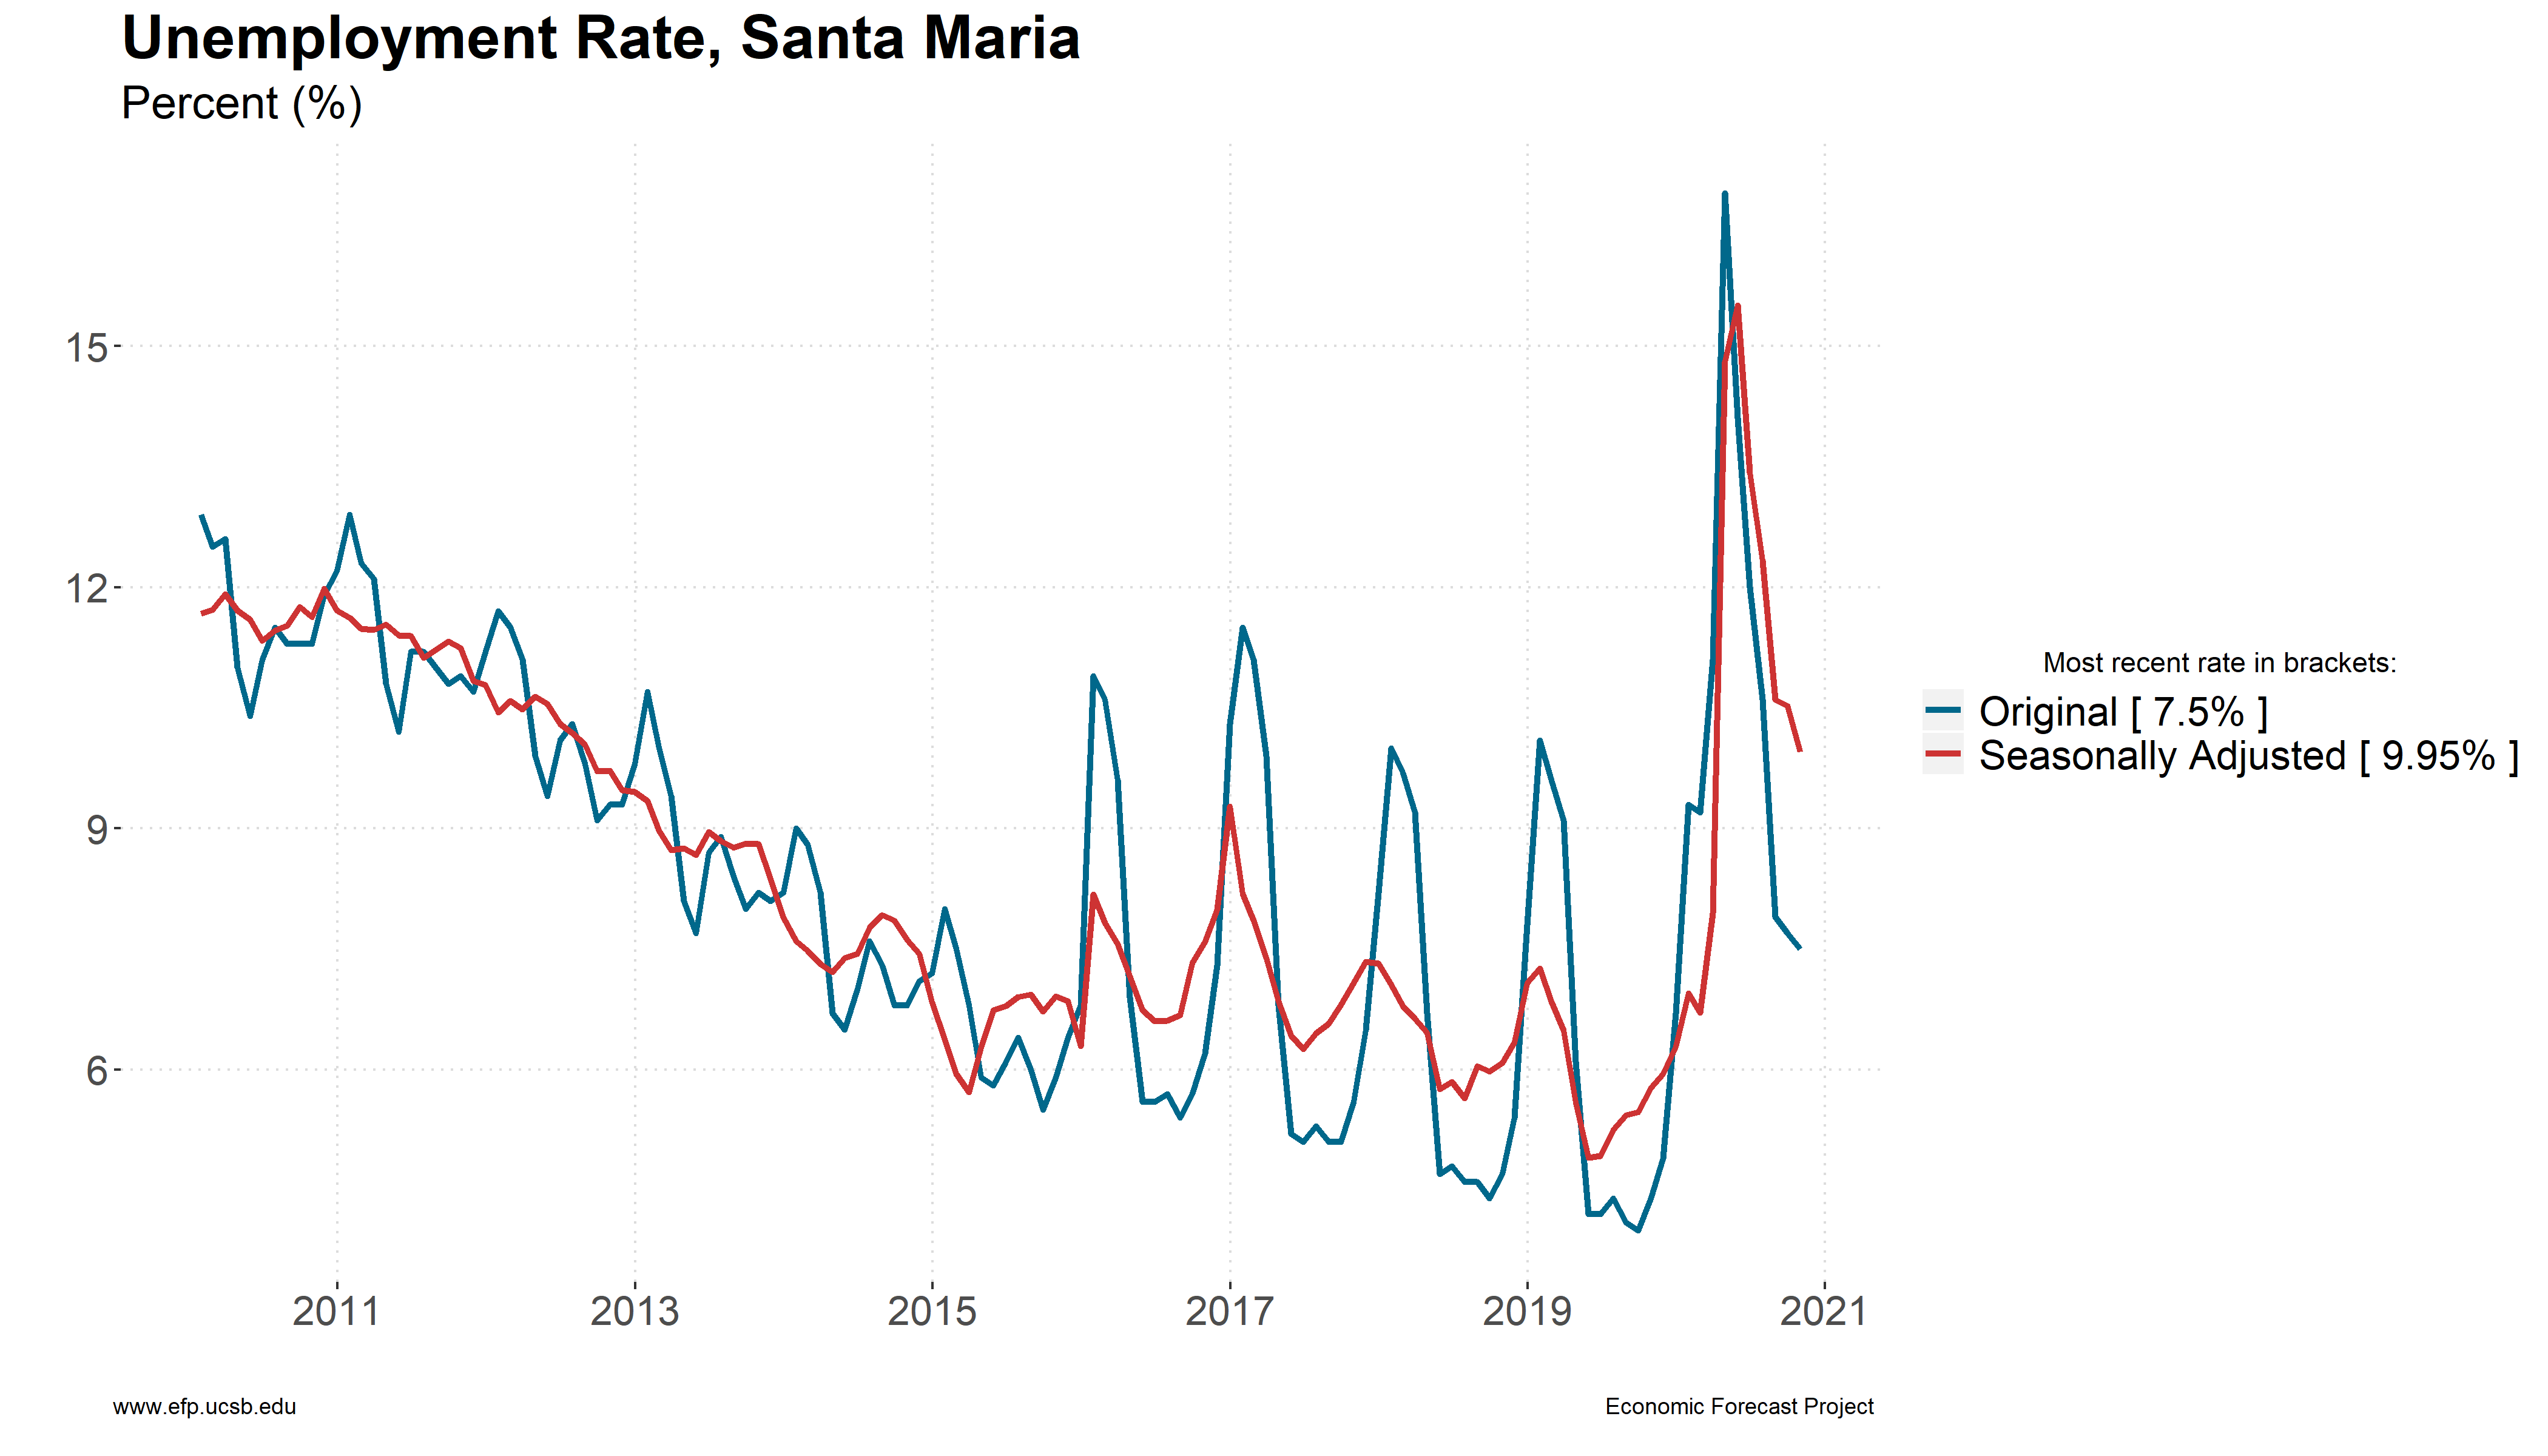 Unemployment Rate, Santa Maria
Percent (%)
15
12
9
6
2011 2013 2015 2017 2019 2021
Most recent rate in brackets:
Original [ 7.5% ]
Seasonally Adjusted [ 9.95% ]
www.efp.ucsb.edu
Economic Forecast Project